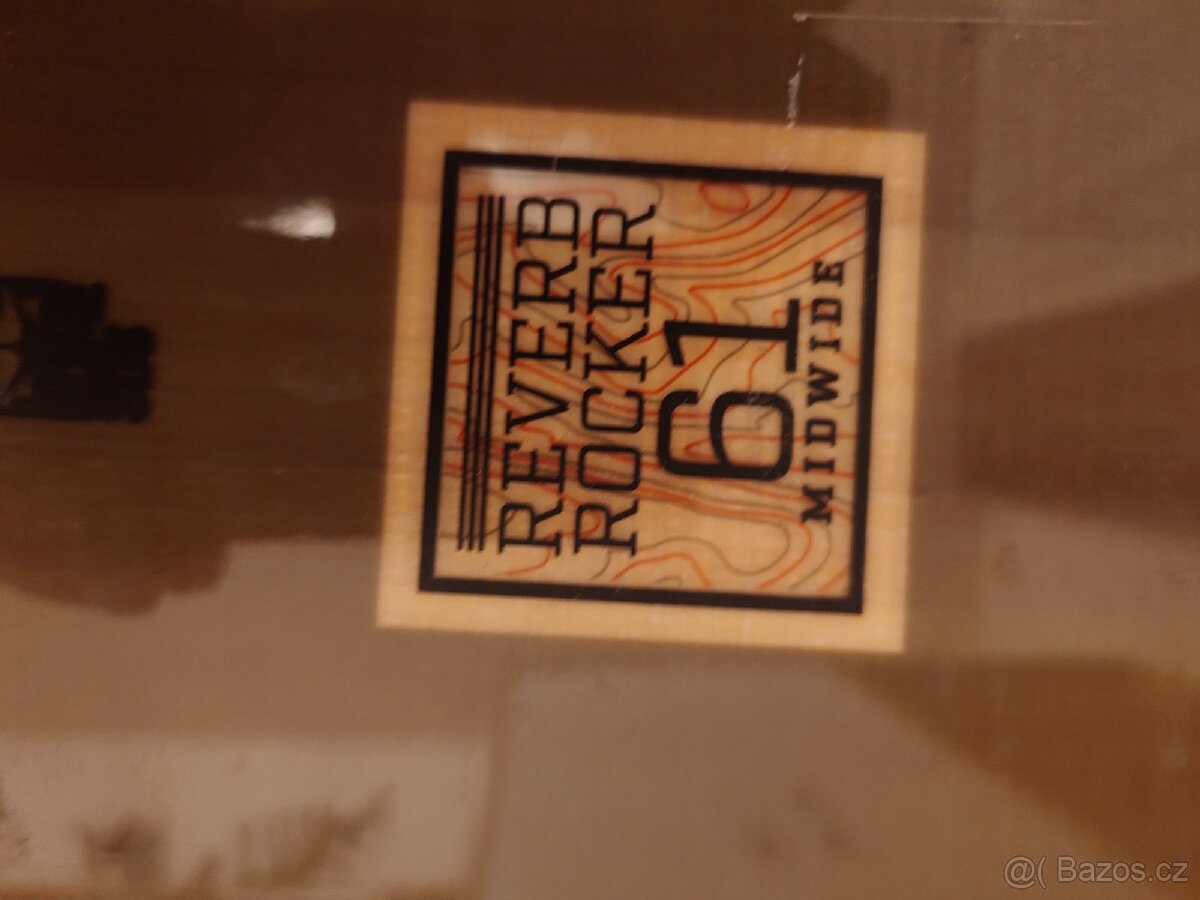 REVERB
ROCKER
61
MIDWIDE
@( Bazos.cz